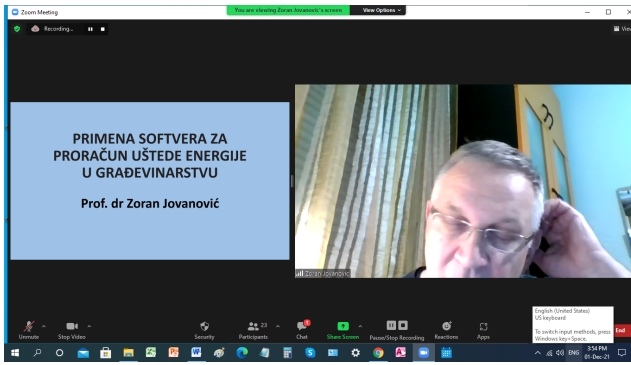 Zoom Meeting
You are viewing Zoran Jovanovic's screen
View Options
Recording...
View
PRIMENA SOFTVERA ZA
PRORAČUN UŠTEDE ENERGIJE
U GRAĐEVINARSTVU
Prof. dr Zoran Jovanović
Zoran Jovanovic
English (United States)
US keyboard
To switch input methods, press
Windows key+Space.
Unmute
Stop Video
Security
23
Participants
1
Chat
Share Screen
Pause/Stop Recording
Reactions
Apps
End
ENG
3:54 PM
01-Dec-21